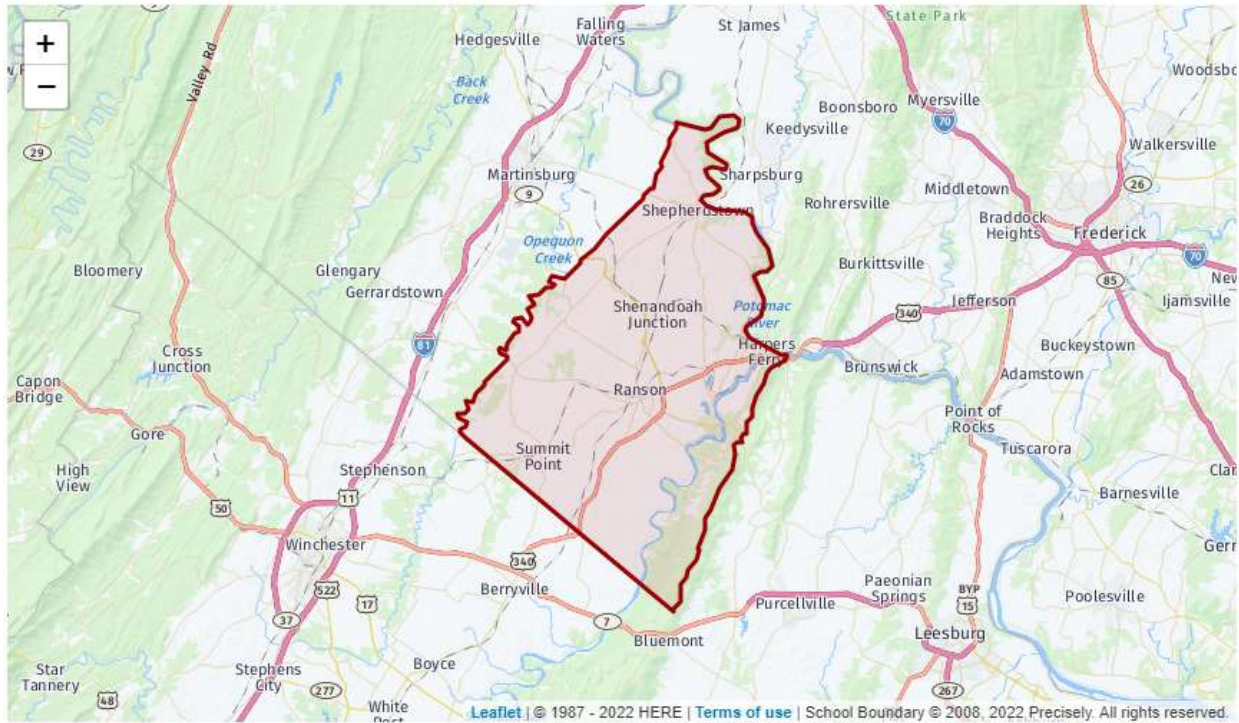 +
−
Falling
Waters
St James
State Park
Hedgesville
Valley Rd
Back
Creek
Woodsbo
Boonsboro
Myersville
70
Keedysville
29
Walkersville
Martinsburg
9
Sharpsburg
Middletown
26
Shepherdstown
Rohrersville
Braddock
Heights
Frederick
Opequon
Creek
70
Bloomery
Glengary
Burkittsville
85
New
Gerrardstown
Jefferson
Ijamsville
Shenandoah
Junction
Potomac
River
340
81
Harpers
Ferry
Buckeystown
Cross
Junction
Brunswick
Adamstown
Capon
Bridge
Ranson
Point of
Rocks
Gore
Tuscarora
Summit
Point
High
View
Stephenson
Clar
11
Barnesville
50
Winchester
Germ
340
Berryville
522
17
Paeonian
Springs
BYP
15
Poolesville
Purcellville
37
7
Leesburg
Bluemont
Star
Tannery
Stephens
City
Boyce
48
277
White
Post
267
Leaflet | © 1987 - 2022 HERE | Terms of use | School Boundary © 2008, 2022 Precisely. All rights reserved.